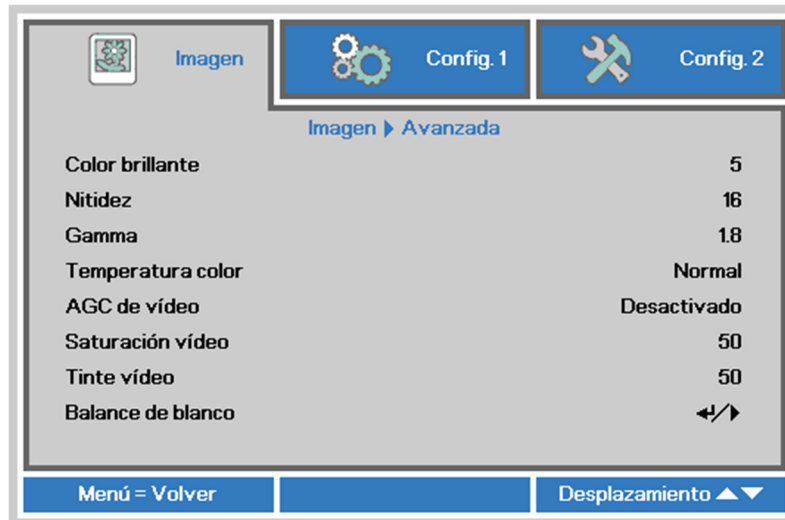 Imagen Config. 1 Config. 2
Imagen ▶ Avanzada
Color brillante 5
Nitidez 16
Gamma 1.8
Temperatura color Normal
AGC de vídeo Desactivado
Saturación vídeo 50
Tinte vídeo 50
Balance de blanco ↵/▶
Menú = Volver Desplazamiento ▲▼